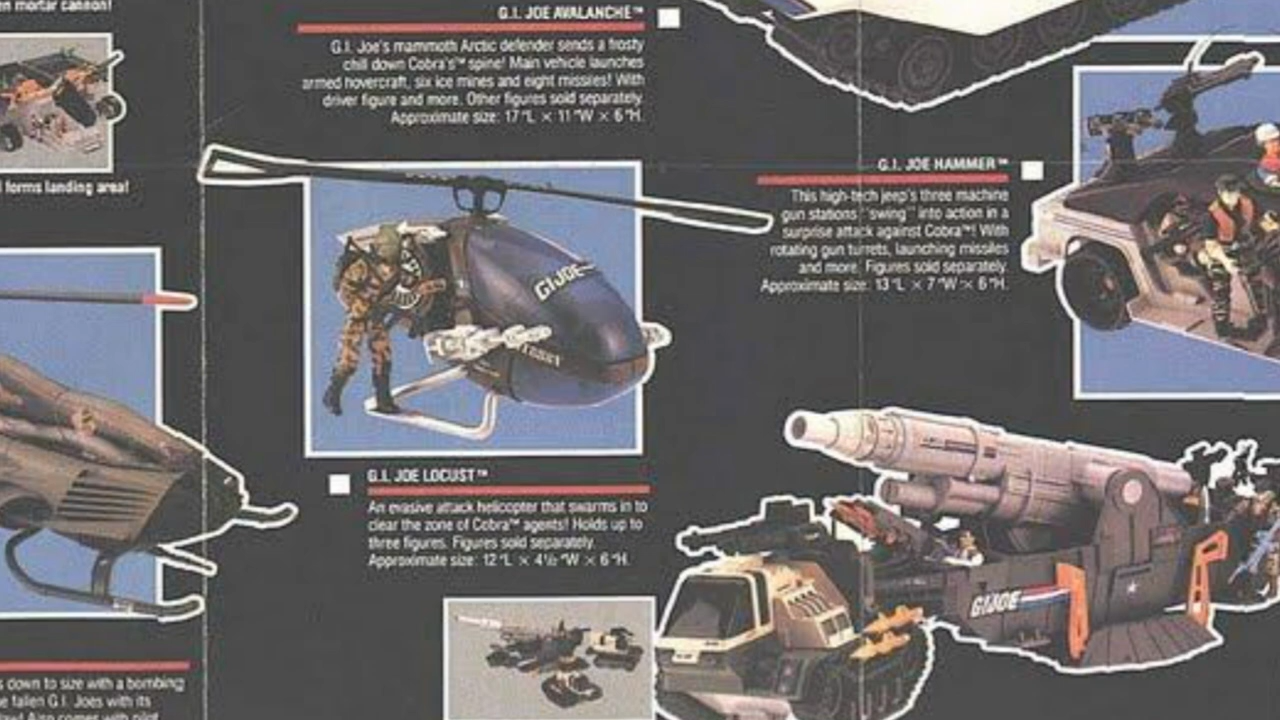 en mortar cannon!
l forms landing area!
G.I. JOE AVALANCHE™
G.I. Joe's mammoth Arctic defender sends a frosty
chill down Cobra's™ spine! Main vehicle launches
armed hovercraft, six ice mines and eight missiles! With
driver figure and more. Other figures sold separately.
Approximate size: 17"L × 11"W × 6"H.
G.I. JOE HAMMER™
This high-tech jeep's three machine
gun stations "swing" into action in a
surprise attack against Cobra™! With
rotating gun turrets, launching missiles
and more. Figures sold separately.
Approximate size: 13"L × 7"W × 6"H.
G.I. JOE
G.I. JOE LOCUST™
An evasive attack helicopter that swarms in to
clear the zone of Cobra™ agents! Holds up to
three figures. Figures sold separately.
Approximate size: 12"L × 4½"W × 6"H.
G.I. JOE
s down to size with a bombing
e fallen G.I. Joes with its
Also comes with pilot